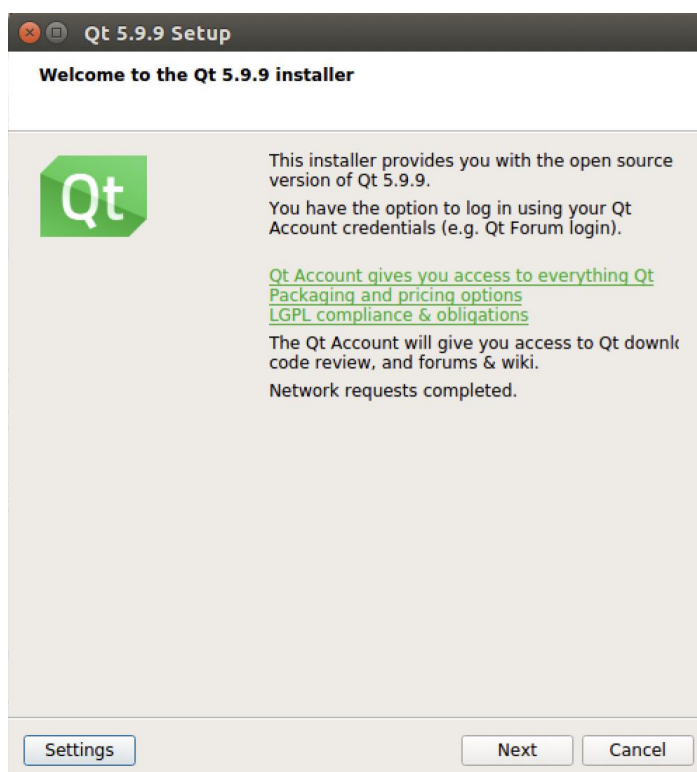 Qt 5.9.9 Setup
Welcome to the Qt 5.9.9 installer
Qt
This installer provides you with the open source
version of Qt 5.9.9.
You have the option to log in using your Qt
Account credentials (e.g. Qt Forum login).
Qt Account gives you access to everything Qt
Packaging and pricing options
LGPL compliance & obligations
The Qt Account will give you access to Qt
code review, and forums & wiki.
Network requests completed.
Settings
Next
Cancel